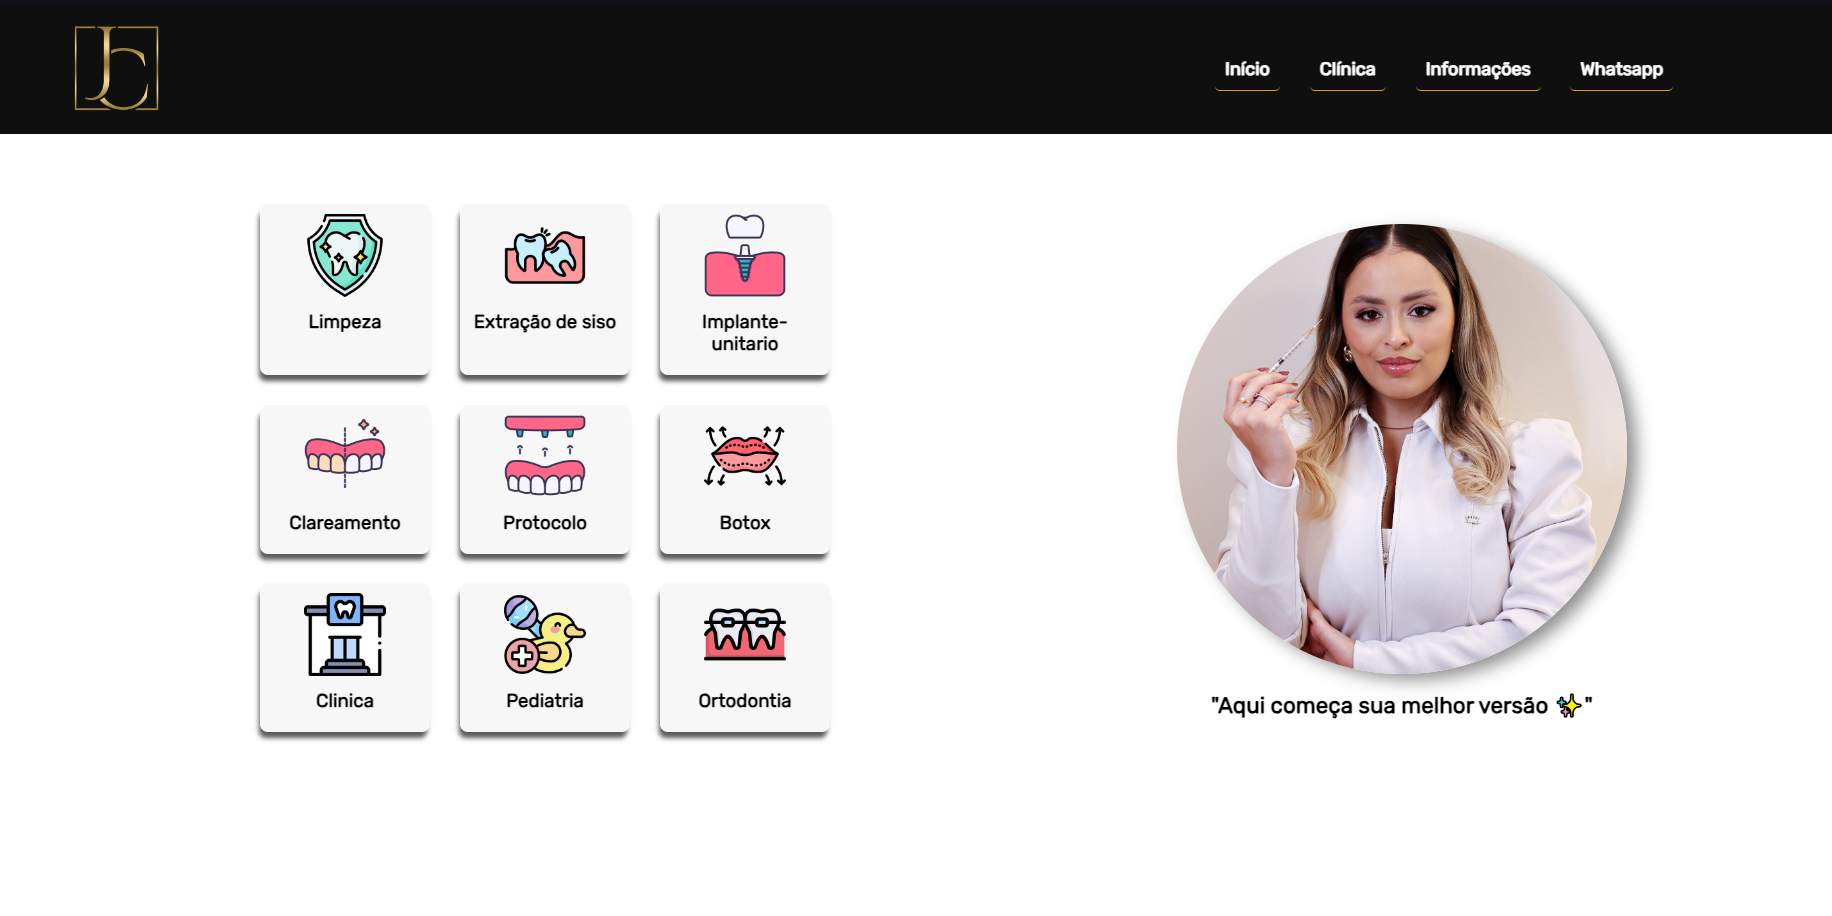 JC
Início Clínica Informações Whatsapp
Limpeza
Extração de siso
Implante-
unitario
Clareamento
Protocolo
Botox
Clinica
Pediatria
Ortodontia
"Aqui começa sua melhor versão ✨"